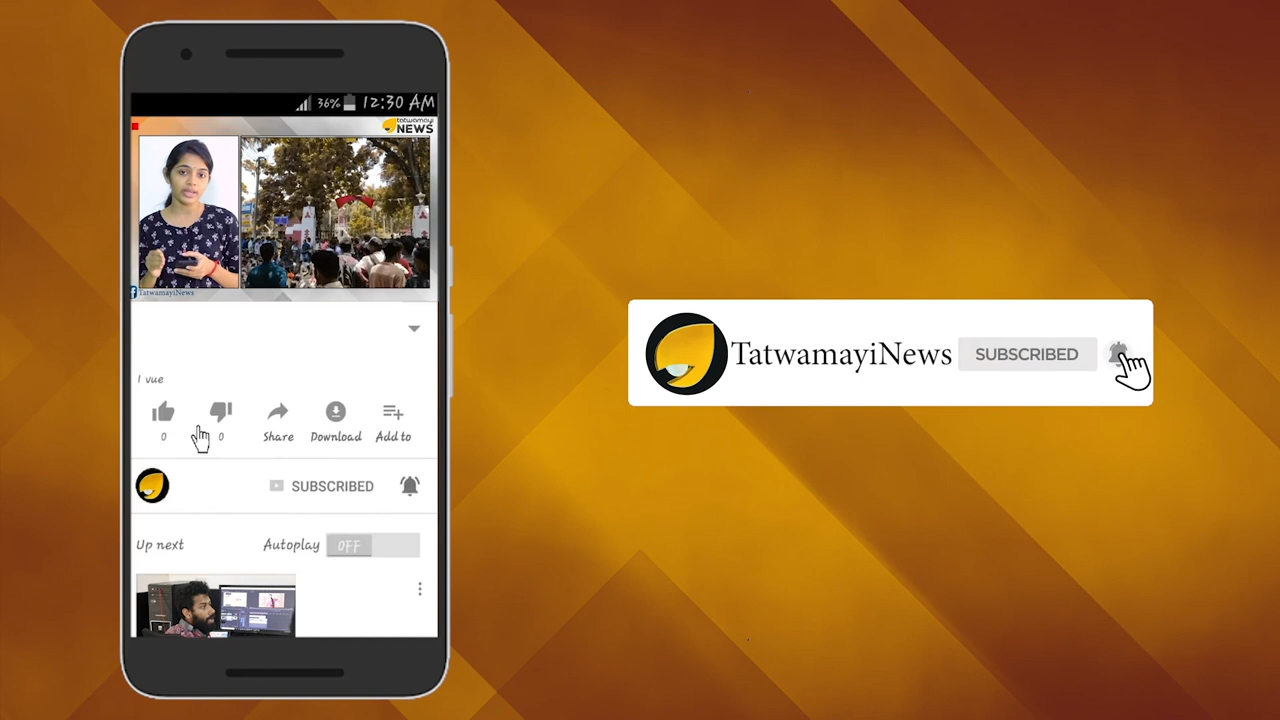 36% 12:30 AM
tatwamayi
NEWS
TatwamayiNews
1 vue
0 0 Share Download Add to
SUBSCRIBED
Up next Autoplay OFF
TatwamayiNews SUBSCRIBED